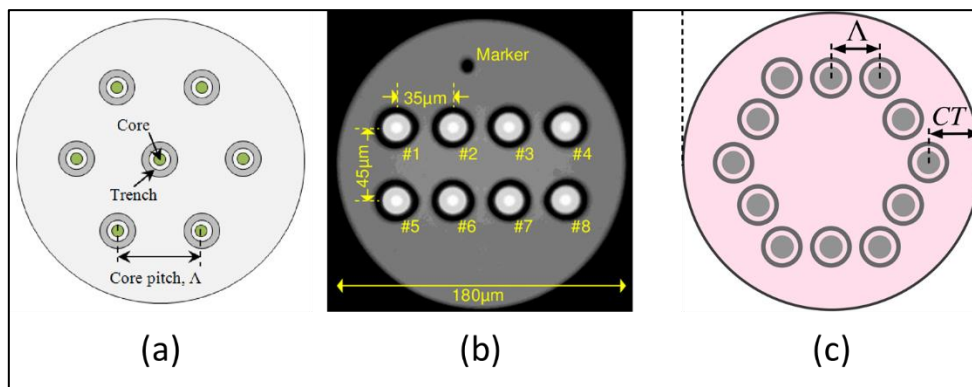 Core
Trench
Core pitch, Λ
(a)
Marker
35μm
#1
#2
#3
#4
45μm
#5
#6
#7
#8
180μm
(b)
Λ
CT
(c)